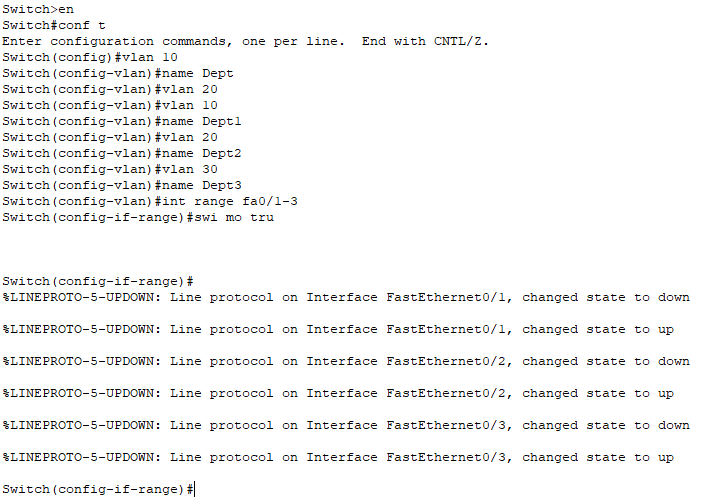 Switch>en
Switch#conf t
Enter configuration commands, one per line.  End with CNTL/Z.
Switch(config)#vlan 10
Switch(config-vlan)#name Dept
Switch(config-vlan)#vlan 20
Switch(config-vlan)#vlan 10
Switch(config-vlan)#name Dept1
Switch(config-vlan)#vlan 20
Switch(config-vlan)#name Dept2
Switch(config-vlan)#vlan 30
Switch(config-vlan)#name Dept3
Switch(config-vlan)#int range fa0/1-3
Switch(config-if-range)#swi mo tru
Switch(config-if-range)#
%LINEPROTO-5-UPDOWN: Line protocol on Interface FastEthernet0/1, changed state to down
%LINEPROTO-5-UPDOWN: Line protocol on Interface FastEthernet0/1, changed state to up
%LINEPROTO-5-UPDOWN: Line protocol on Interface FastEthernet0/2, changed state to down
%LINEPROTO-5-UPDOWN: Line protocol on Interface FastEthernet0/2, changed state to up
%LINEPROTO-5-UPDOWN: Line protocol on Interface FastEthernet0/3, changed state to down
%LINEPROTO-5-UPDOWN: Line protocol on Interface FastEthernet0/3, changed state to up
Switch(config-if-range)#